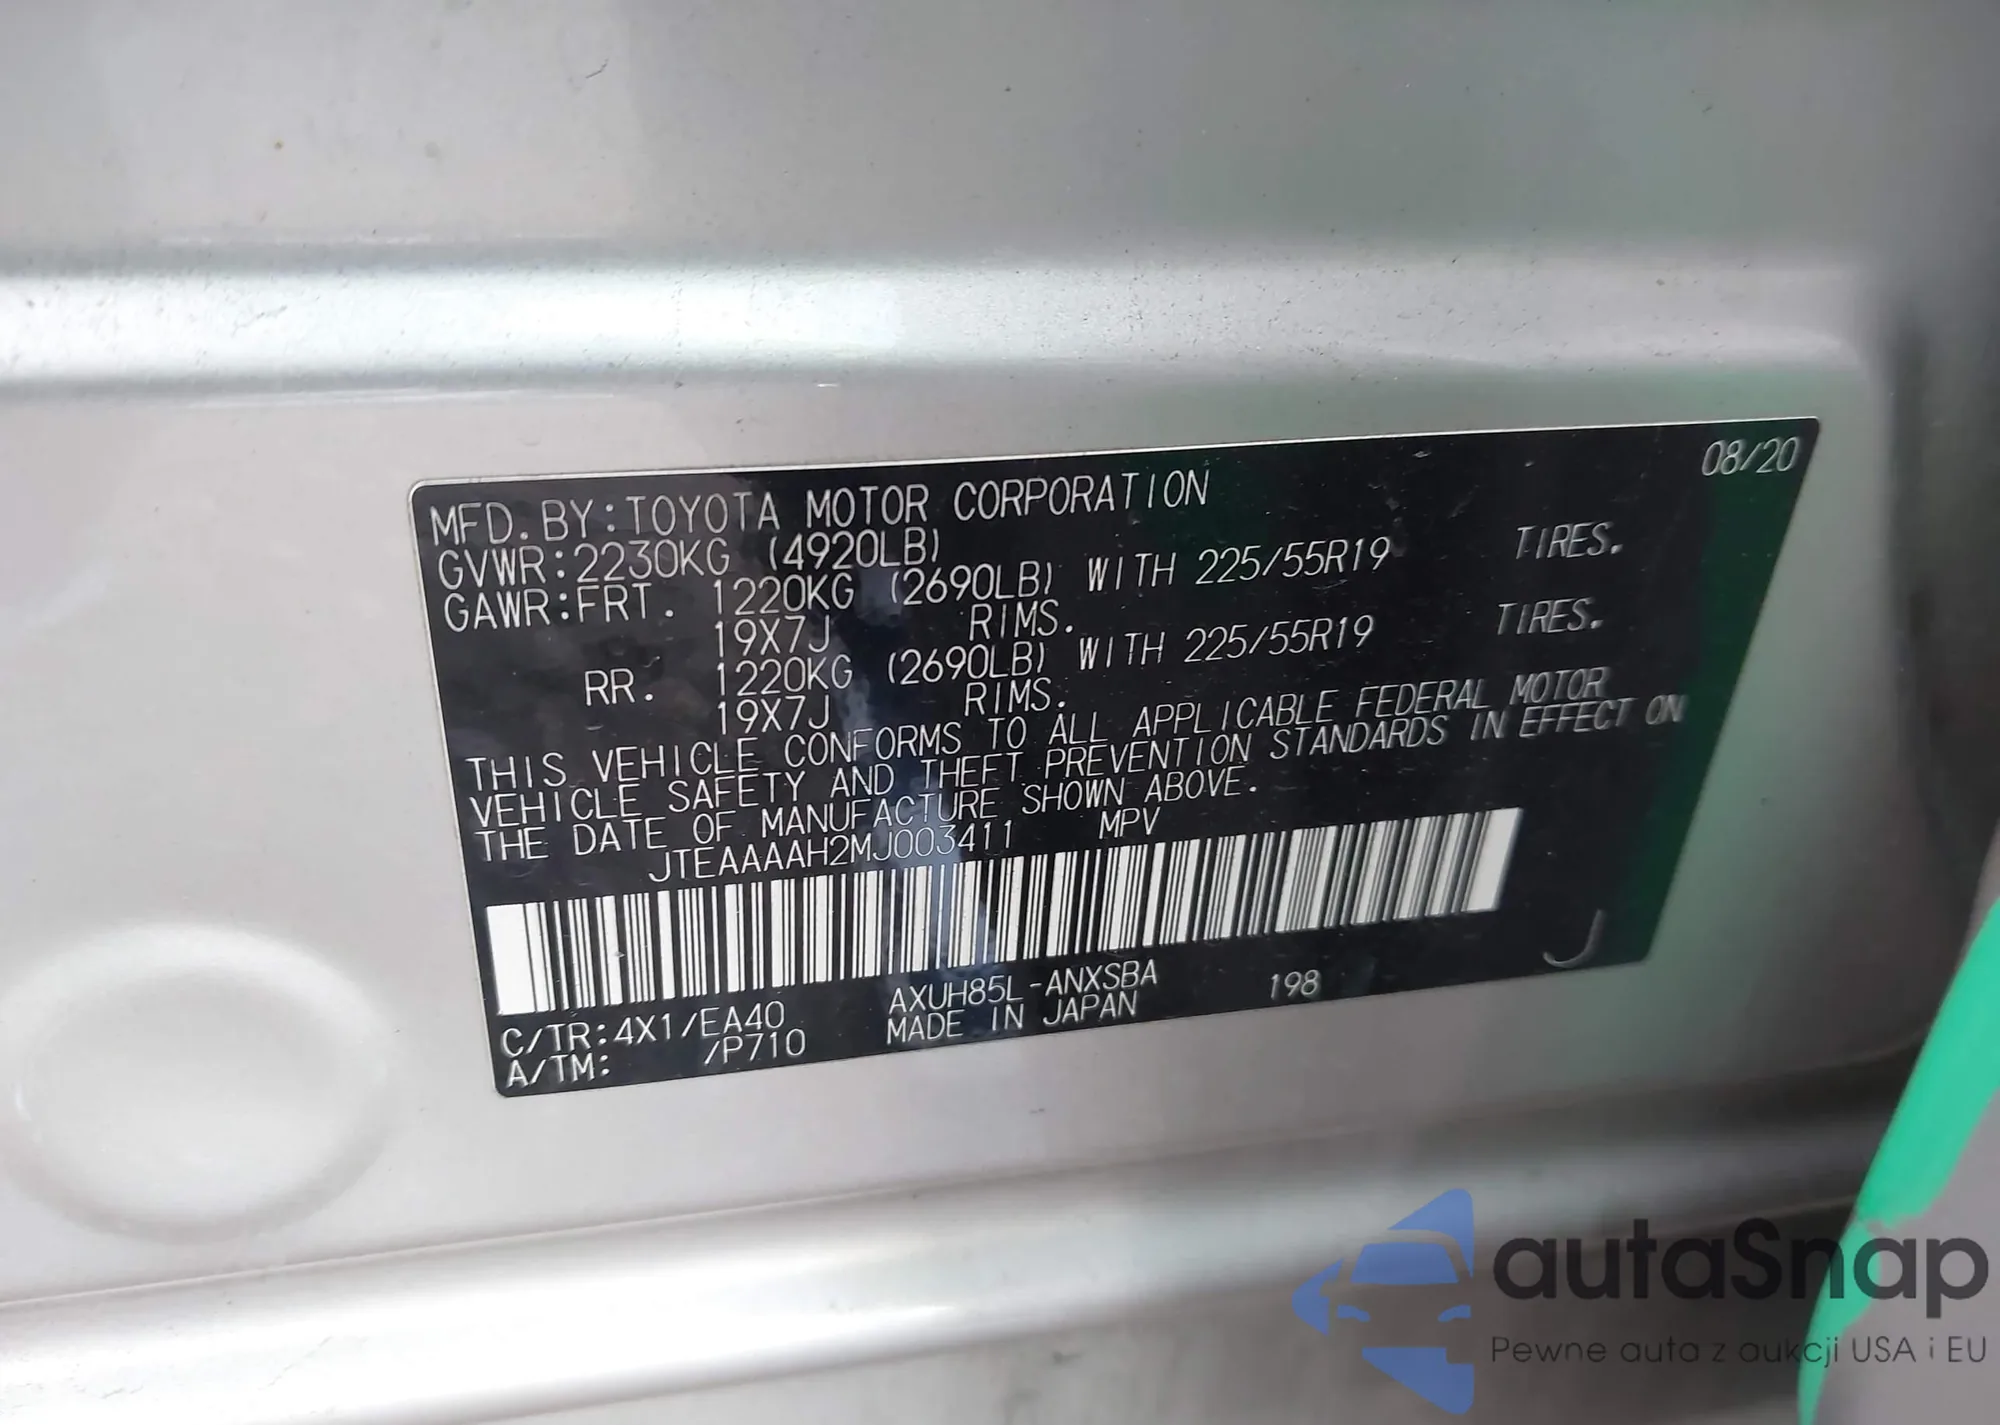 08/20
MFD. BY: TOYOTA MOTOR CORPORATION
GVWR: 2230KG (4920LB)
GAWR: FRT. 1220KG (2690LB) WITH 225/55R19 TIRES.
19X7J RIMS.
RR. 1220KG (2690LB) WITH 225/55R19 TIRES.
19X7J RIMS.
THIS VEHICLE CONFORMS TO ALL APPLICABLE FEDERAL MOTOR
VEHICLE SAFETY AND THEFT PREVENTION STANDARDS IN EFFECT ON
THE DATE OF MANUFACTURE SHOWN ABOVE.
JTEAAAAH2MJ003411 MPV
C/TR: 4X1/EA40 AXUH85L-ANXSBA 198 J
A/TM: /P710 MADE IN JAPAN
autaSnap
Pewne auta z aukcji USA i EU